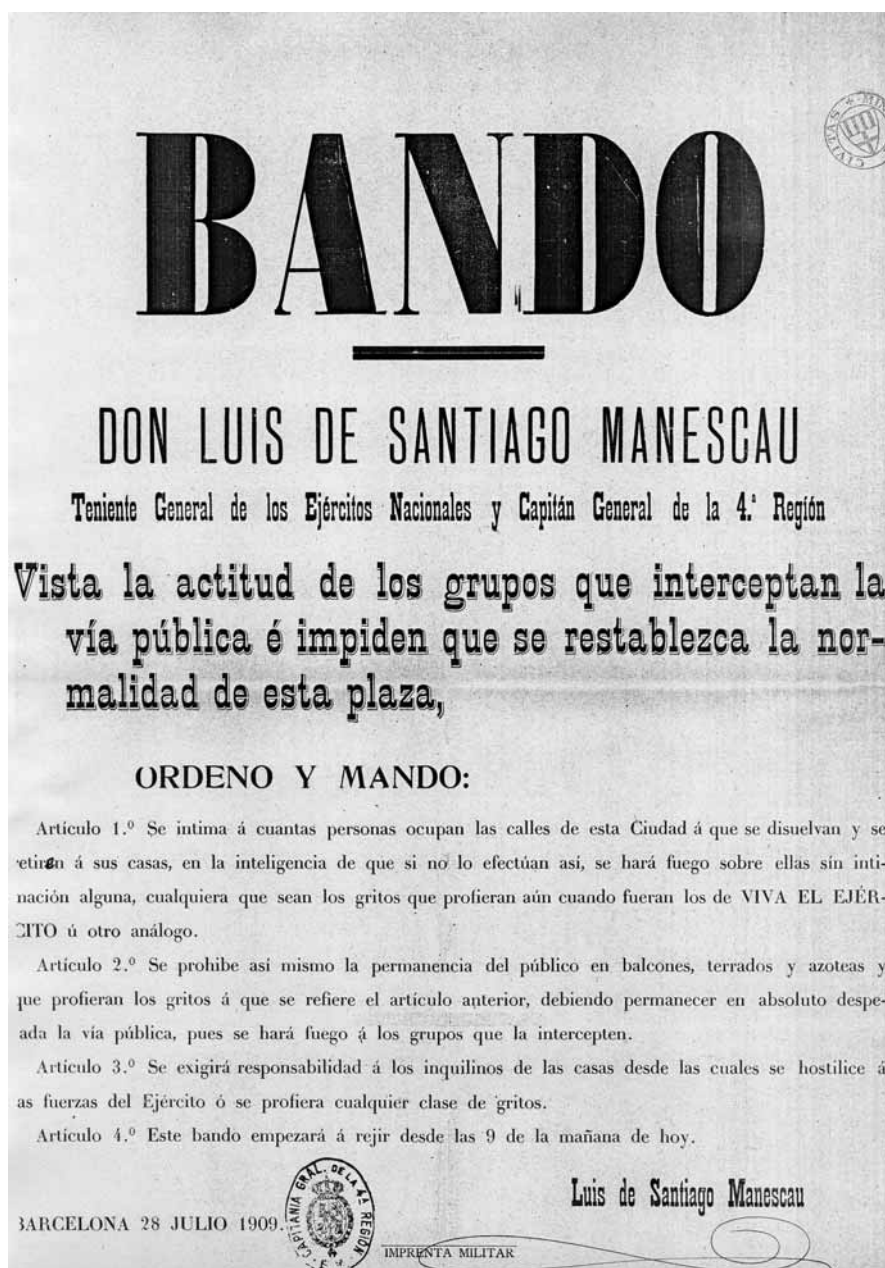 BANDO
DON LUIS DE SANTIAGO MANESCAU
Teniente General de los Ejércitos Nacionales y Capitán General de la 4.ª Región
Vista la actitud de los grupos que interceptan la
vía pública é impiden que se restablezca la nor-
malidad de esta plaza,
ORDENO Y MANDO:
Artículo 1.º Se intima á cuantas personas ocupan las calles de esta Ciudad á que se disuelvan y se
etiren á sus casas, en la inteligencia de que si no lo efectúan así, se hará fuego sobre ellas sín inti-
nación alguna, cualquiera que sean los gritos que profieran aún cuando fueran los de VIVA EL EJÉR-
CITO ú otro análogo.
Artículo 2.º Se prohibe así mismo la permanencia del público en balcones, terrados y azoteas y
que profieran los gritos á que se refiere el artículo anterior, debiendo permanecer en absoluto despe-
ada la vía pública, pues se hará fuego á los grupos que la intercepten.
Artículo 3.º Se exigirá responsabilidad á los inquilinos de las casas desde las cuales se hostilice á
as fuerzas del Ejército ó se profiera cualquier clase de gritos.
Artículo 4.º Este bando empezará á rejir desde las 9 de la mañana de hoy.
Luis de Santiago Manescau
BARCELONA 28 JULIO 1909.
CAPITANÍA GRAL. DE LA 4ª REGIÓN
IMPRENTA MILITAR
CIVITAS